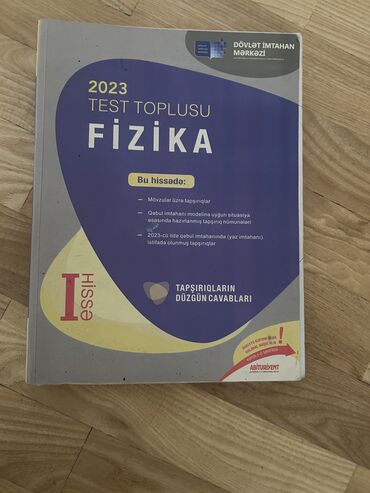 DÖVLƏT İMTAHAN
MƏRKƏZİ
2023
TEST TOPLUSU
FİZİKA
Bu hissədə:
- Mövzular üzrə tapşırıqlar
- Qəbul imtahanı modelinə uyğun situasiya
əsasında hazırlanmış tapşırıq nümunələri
- 2023-cü ildə qəbul imtahanında (yaz imtahanı)
istifadə olunmuş tapşırıqlar
I HİSSƏ
TAPŞIRIQLARIN
DÜZGÜN CAVABLARI
ABİTURİYENT